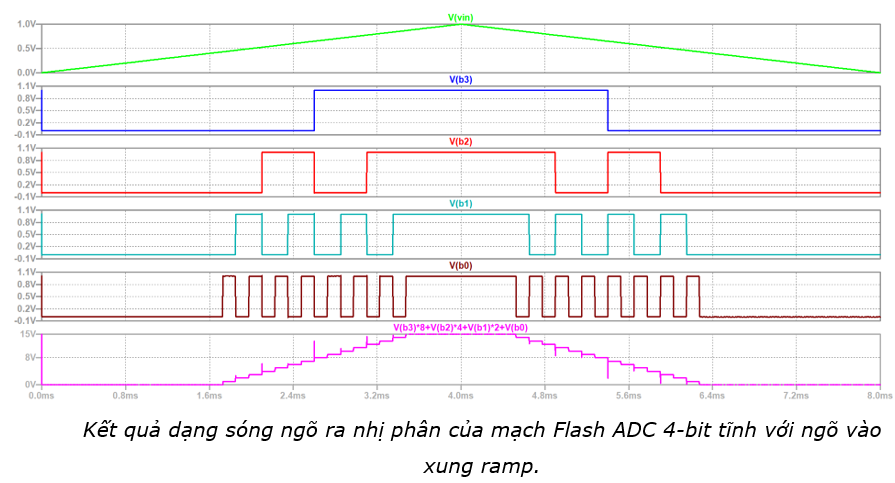 V(vin)
1.0V
0.0V
V(b3)
1.1V
0.8V
0.5V
0.2V
-0.1V
V(b2)
1.1V
0.8V
0.5V
0.2V
-0.1V
V(b1)
1.1V
0.8V
0.5V
0.2V
-0.1V
V(b0)
1.1V
0.8V
0.5V
0.2V
-0.1V
V(b3)*8+V(b2)*4+V(b1)*2+V(b0)
15V
8V
0V
0.0ms 0.8ms 1.6ms 2.4ms 3.2ms 4.0ms 4.8ms 5.6ms 6.4ms 7.2ms 8.0ms
Kết quả dạng sóng ngõ ra nhị phân của mạch Flash ADC 4-bit tĩnh với ngõ vào
xung ramp.